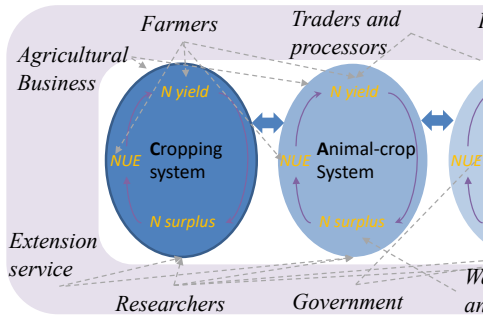 Farmers
Traders and
processors
Agricultural
Business
N yield
N yield
NUE
Cropping
system
NUE
Animal-crop
System
NUE
N surplus
N surplus
Extension
service
Researchers
Government